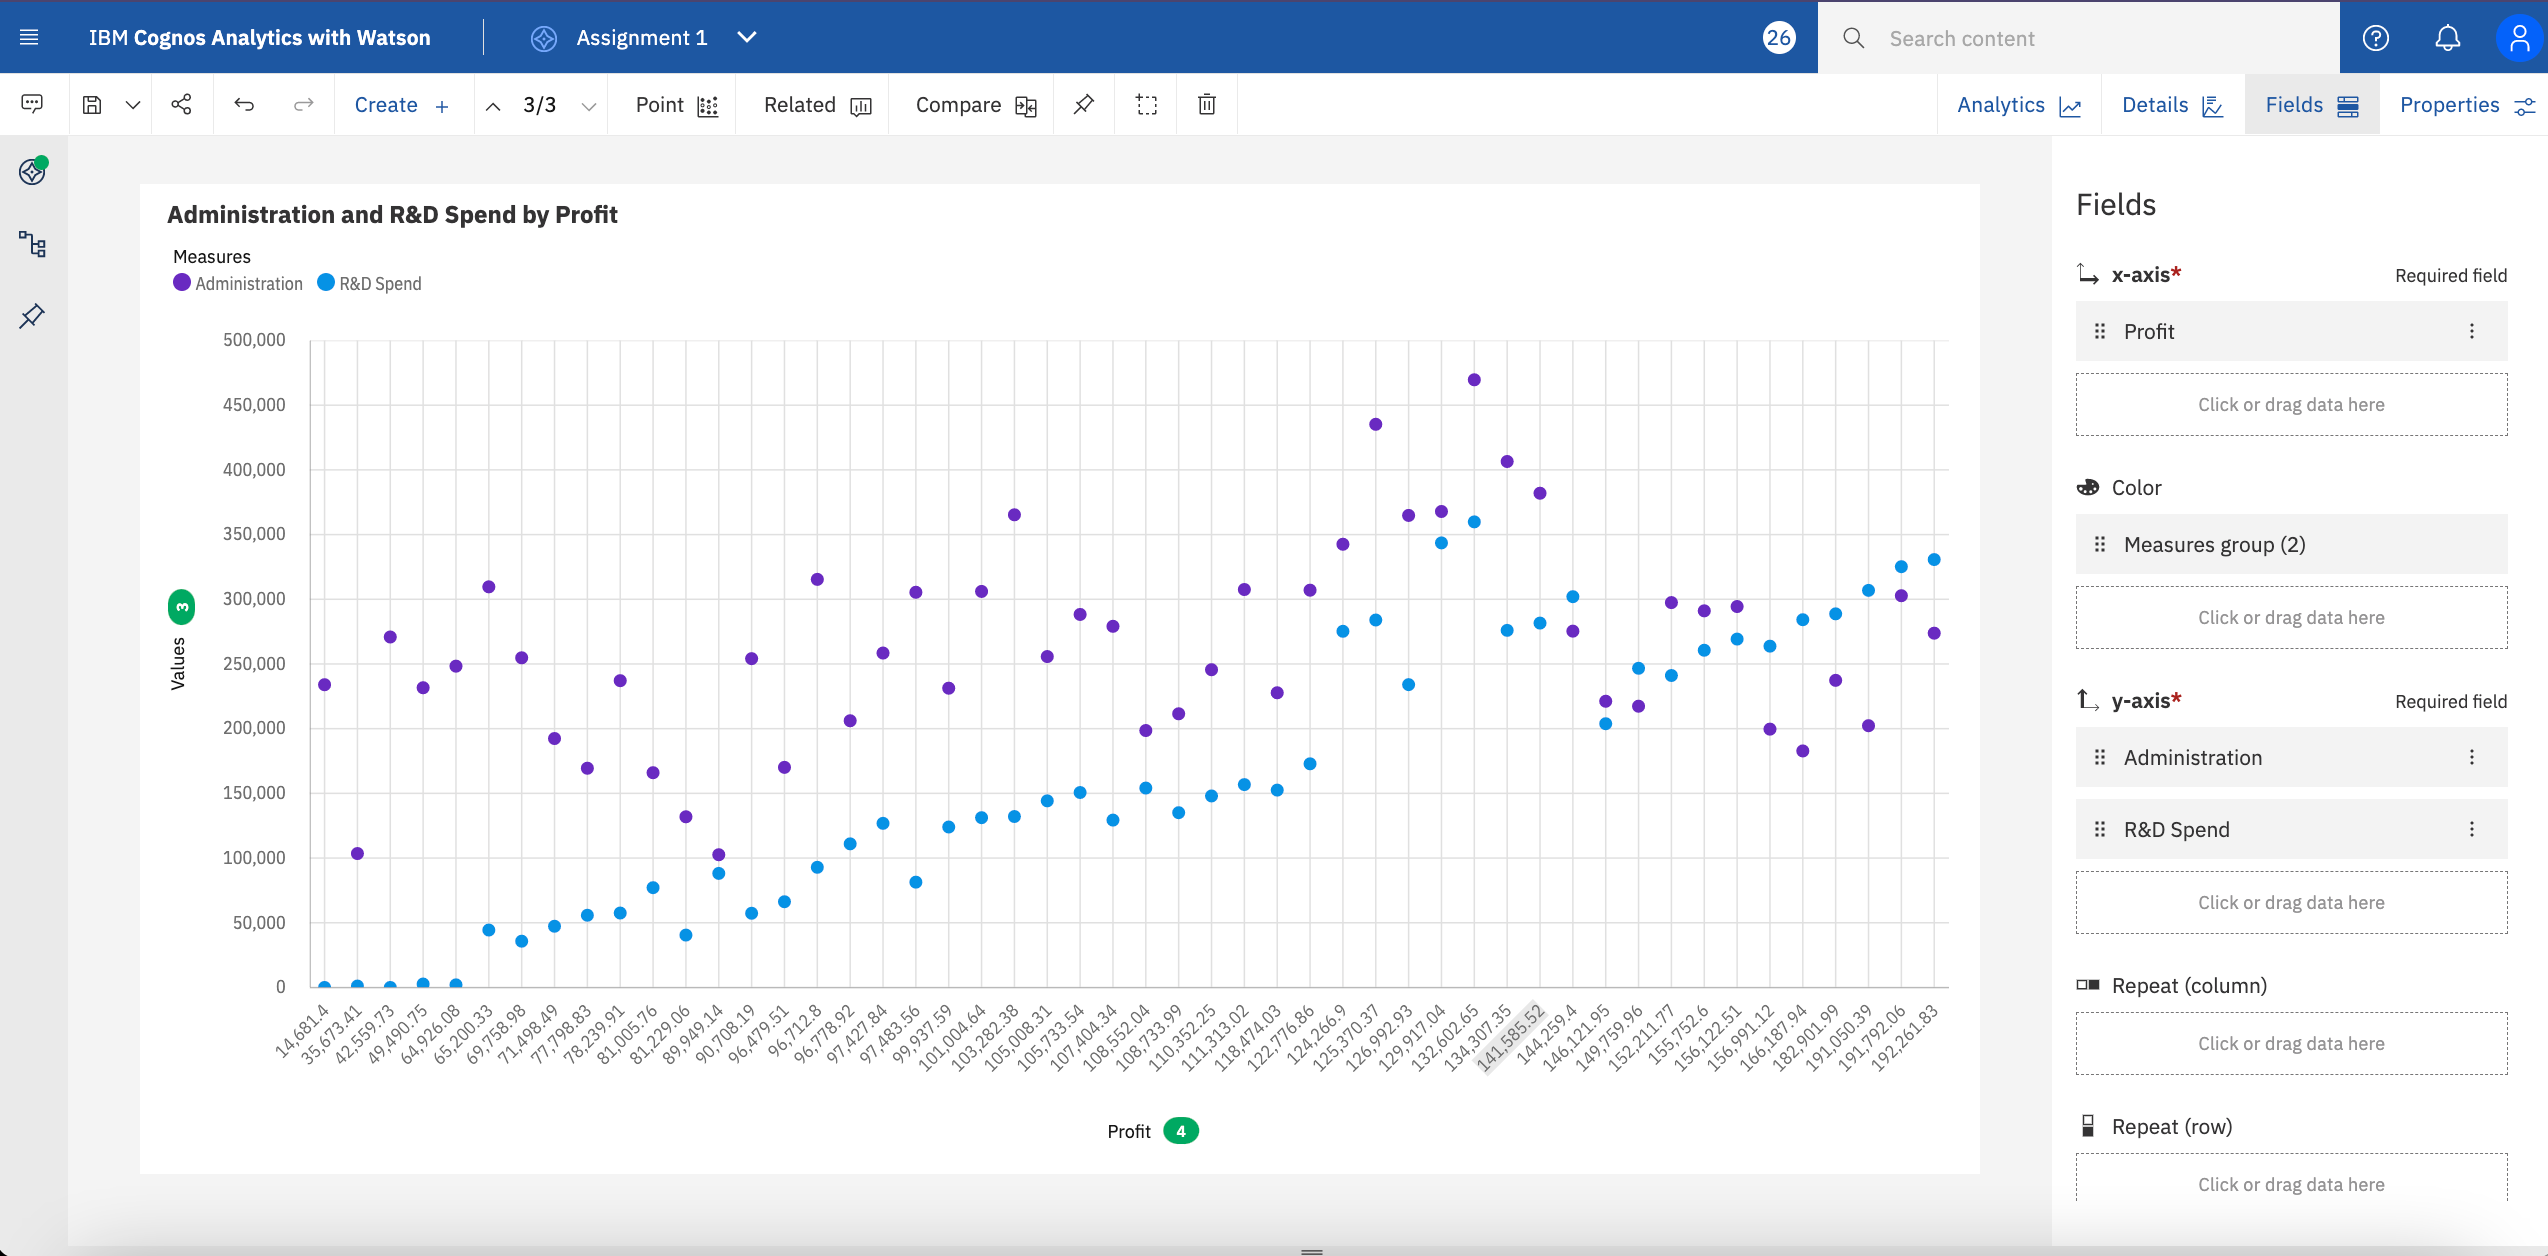 IBM Cognos Analytics with Watson
Assignment 1
26
Search content
Create +
3/3
Point
Related
Compare
Analytics
Details
Fields
Properties
Administration and R&D Spend by Profit
Measures
Administration
R&D Spend
500,000
450,000
400,000
350,000
300,000
250,000
200,000
150,000
100,000
50,000
0
Values
3
14,681.4
35,673.41
42,559.73
49,490.75
64,926.08
65,200.33
69,758.98
71,498.49
77,798.83
78,239.91
81,005.76
81,229.06
89,949.14
90,708.19
96,479.51
96,712.8
96,778.92
97,427.84
97,483.56
99,937.59
101,004.64
103,282.38
105,008.31
105,733.54
107,404.34
108,552.04
108,733.99
110,352.25
111,313.02
118,474.03
122,776.86
124,266.9
125,370.37
126,992.93
129,917.04
132,602.65
134,307.35
141,585.52
144,259.4
146,121.95
149,759.96
152,211.77
155,752.6
156,122.51
156,991.12
166,187.94
182,901.99
191,050.39
191,792.06
192,261.83
Profit
4
Fields
x-axis*
Required field
Profit
Click or drag data here
Color
Measures group (2)
Click or drag data here
y-axis*
Required field
Administration
R&D Spend
Click or drag data here
Repeat (column)
Click or drag data here
Repeat (row)
Click or drag data here